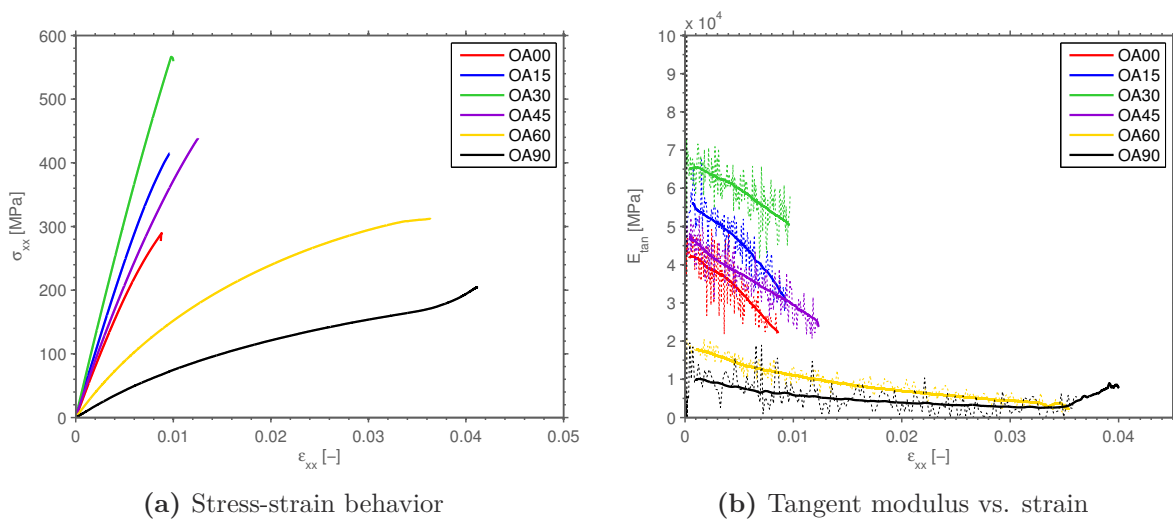 600
500
400
300
200
100
0
0
0.01
0.02
0.03
0.04
0.05
σxx [MPa]
εxx [–]
OA00
OA15
OA30
OA45
OA60
OA90
(a) Stress-strain behavior
x 10^4
10
9
8
7
6
5
4
3
2
1
0
0
0.01
0.02
0.03
0.04
Etan [MPa]
εxx [–]
OA00
OA15
OA30
OA45
OA60
OA90
(b) Tangent modulus vs. strain